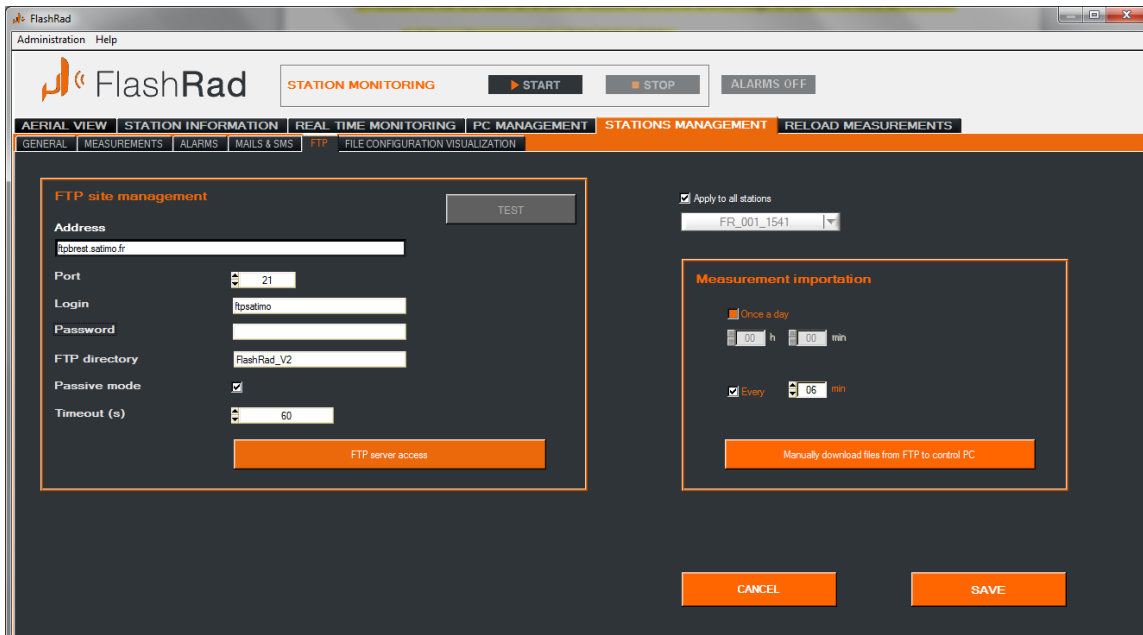 FlashRad
Administration Help
FlashRad
STATION MONITORING START STOP ALARMS OFF
AERIAL VIEW STATION INFORMATION REAL TIME MONITORING PC MANAGEMENT STATIONS MANAGEMENT RELOAD MEASUREMENTS
GENERAL MEASUREMENTS ALARMS MAILS & SMS FTP FILE CONFIGURATION VISUALIZATION
FTP site management
TEST
Address
ftpbrest.satimo.fr
Port 21
Login ftpsatimo
Password
FTP directory FlashRad_V2
Passive mode
Timeout (s) 60
FTP server access
Apply to all stations
FR_001_1541
Measurement importation
Once a day
00 h 00 min
Every 06 min
Manually download files from FTP to control PC
CANCEL SAVE